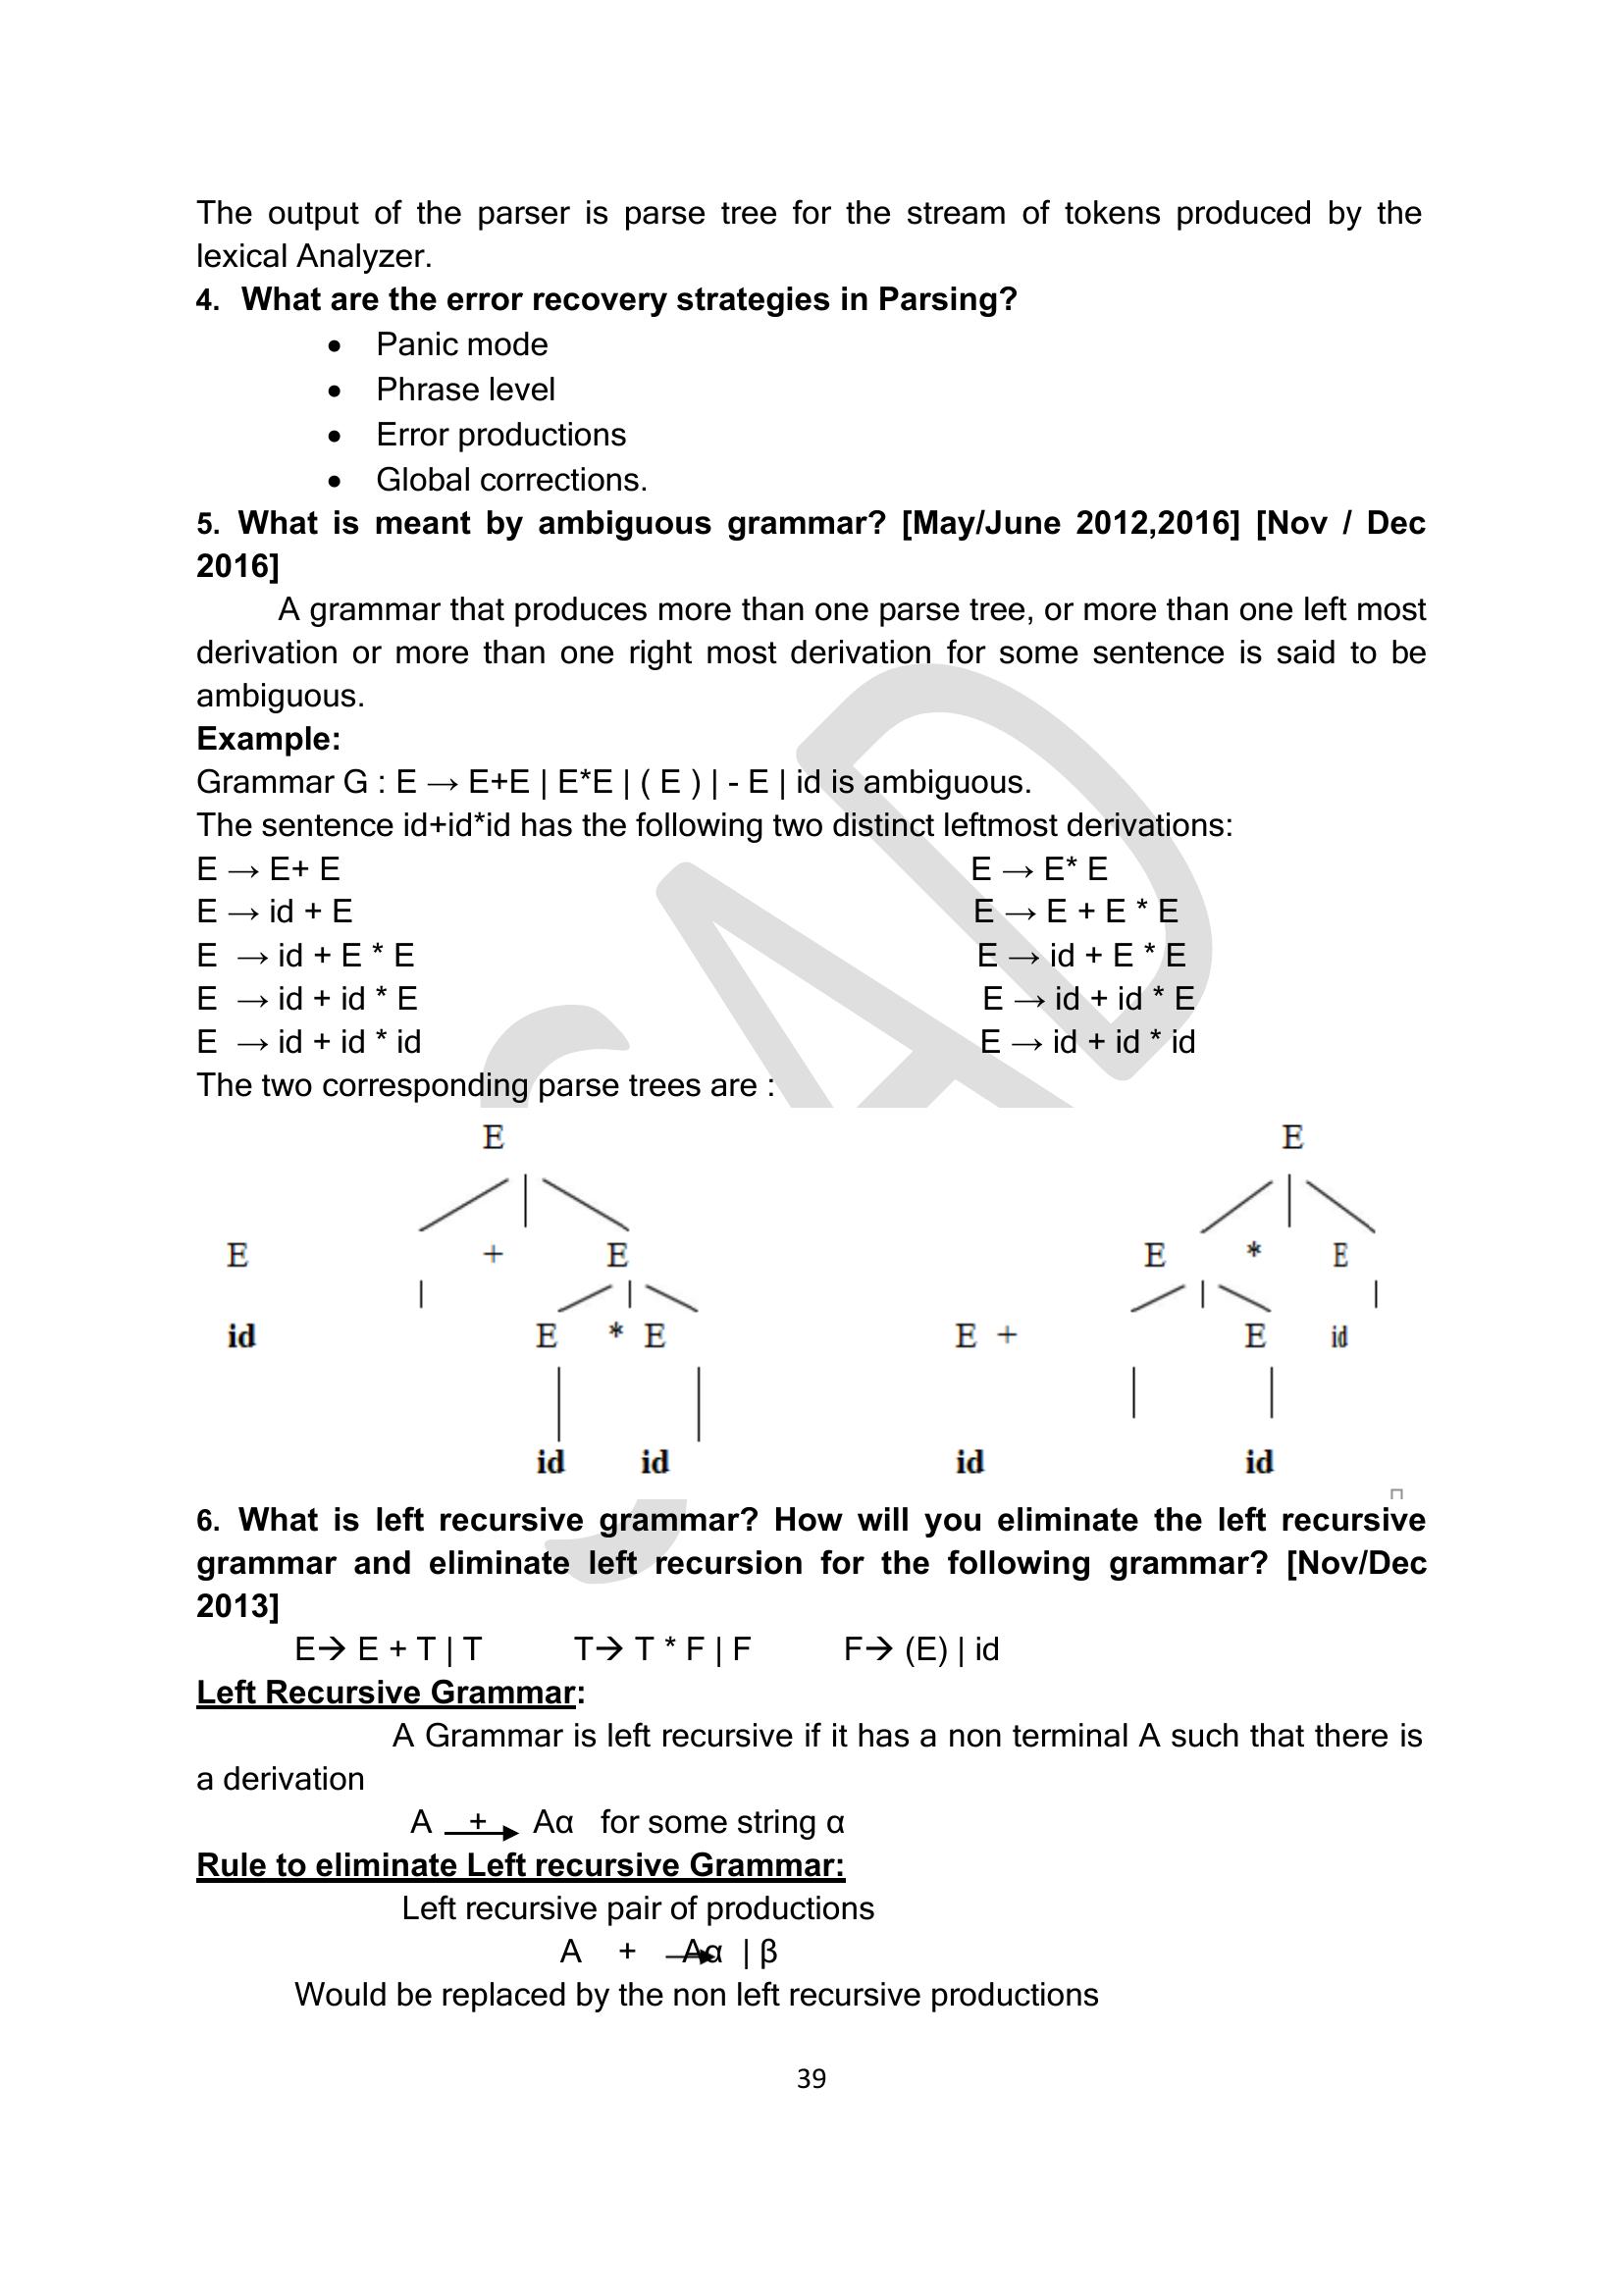 The output of the parser is parse tree for the stream of tokens produced by the
lexical Analyzer.
4. What are the error recovery strategies in Parsing?
• Panic mode
• Phrase level
• Error productions
• Global corrections.
5. What is meant by ambiguous grammar? [May/June 2012,2016] [Nov / Dec
2016]
A grammar that produces more than one parse tree, or more than one left most
derivation or more than one right most derivation for some sentence is said to be
ambiguous.
Example:
Grammar G : E → E+E | E*E | ( E ) | - E | id is ambiguous.
The sentence id+id*id has the following two distinct leftmost derivations:
E → E+ E E → E* E
E → id + E E → E + E * E
E → id + E * E E → id + E * E
E → id + id * E E → id + id * E
E → id + id * id E → id + id * id
The two corresponding parse trees are :
E E
E + E E * E
id E * E E + E id
id id id id
6. What is left recursive grammar? How will you eliminate the left recursive
grammar and eliminate left recursion for the following grammar? [Nov/Dec
2013]
E→ E + T | T T→ T * F | F F→ (E) | id
Left Recursive Grammar:
A Grammar is left recursive if it has a non terminal A such that there is
a derivation
A + → Aα for some string α
Rule to eliminate Left recursive Grammar:
Left recursive pair of productions
A + → Aα | β
Would be replaced by the non left recursive productions
39